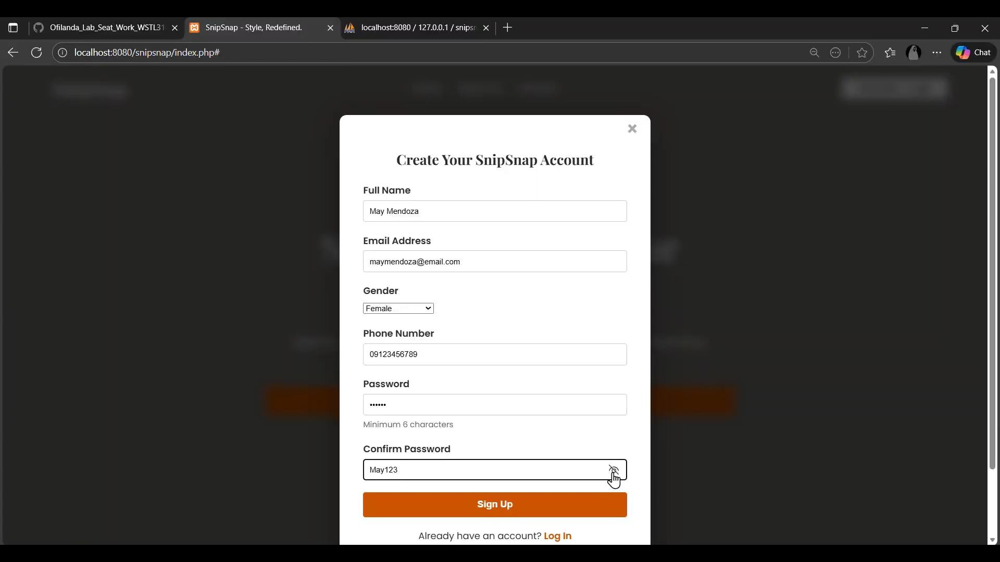 Ofilanda_Lab_Seat_Work_WSTL31
SnipSnap - Style, Redefined.
localhost:8080 / 127.0.0.1 / snips
localhost:8080/snipsnap/index.php#
Chat
Create Your SnipSnap Account
Full Name
May Mendoza
Email Address
maymendoza@email.com
Gender
Female
Phone Number
09123456789
Password
••••••
Minimum 6 characters
Confirm Password
May123
Sign Up
Already have an account? Log In